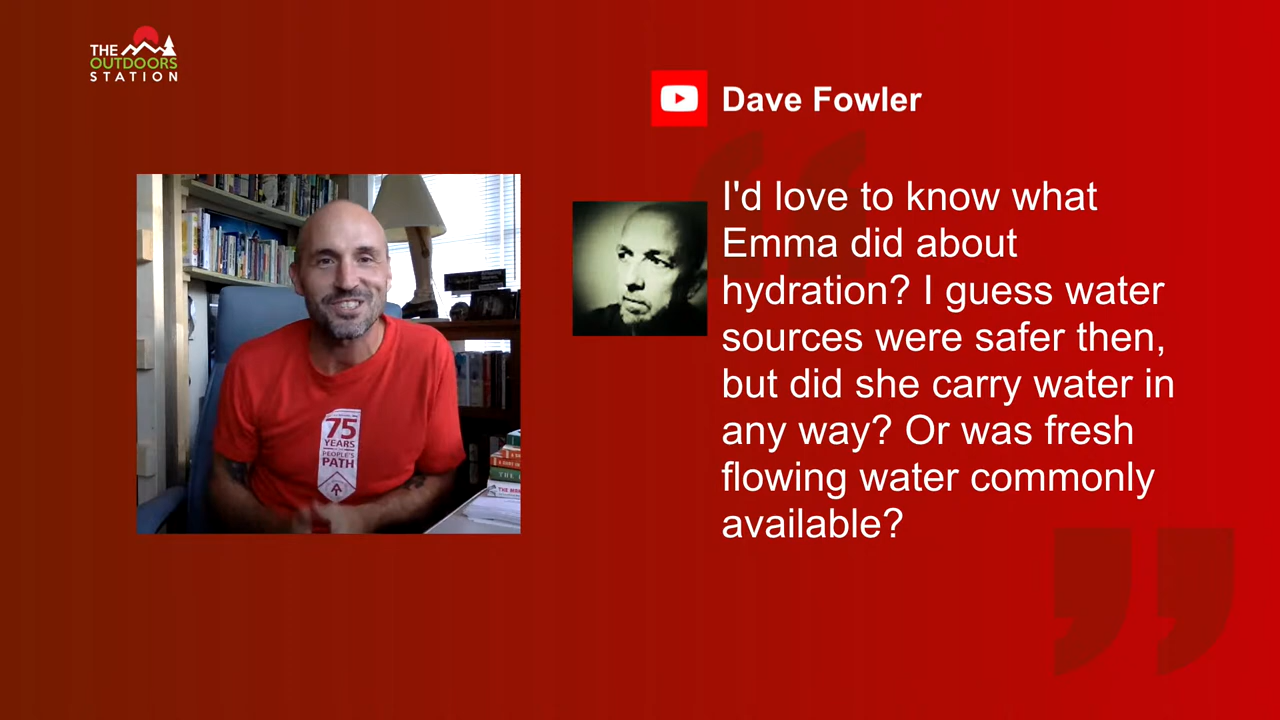 THE
OUTDOORS
STATION
Dave Fowler
I'd love to know what
Emma did about
hydration? I guess water
sources were safer then,
but did she carry water in
any way? Or was fresh
flowing water commonly
available?
75
YEARS
PEOPLE'S
PATH